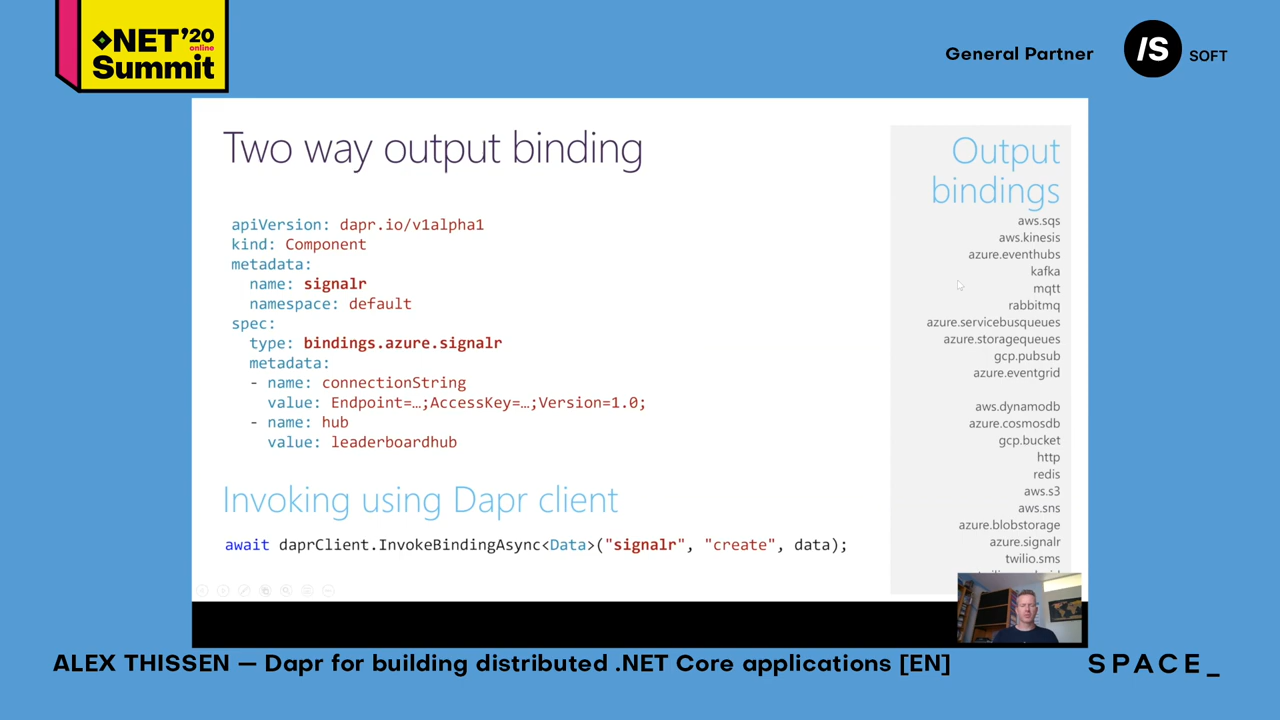 .NET'20
online
Summit
General Partner
/S SOFT
Two way output binding
apiVersion: dapr.io/v1alpha1
kind: Component
metadata:
name: signalr
namespace: default
spec:
type: bindings.azure.signalr
metadata:
- name: connectionString
value: Endpoint=…;AccessKey=…;Version=1.0;
- name: hub
value: leaderboardhub
Invoking using Dapr client
await daprClient.InvokeBindingAsync<Data>("signalr", "create", data);
Output
bindings
aws.sqs
aws.kinesis
azure.eventhubs
kafka
mqtt
rabbitmq
azure.servicebusqueues
azure.storagequeues
gcp.pubsub
azure.eventgrid
aws.dynamodb
azure.cosmosdb
gcp.bucket
http
redis
aws.s3
aws.sns
azure.blobstorage
azure.signalr
twilio.sms
ALEX THISSEN — Dapr for building distributed .NET Core applications [EN]
SPACE_